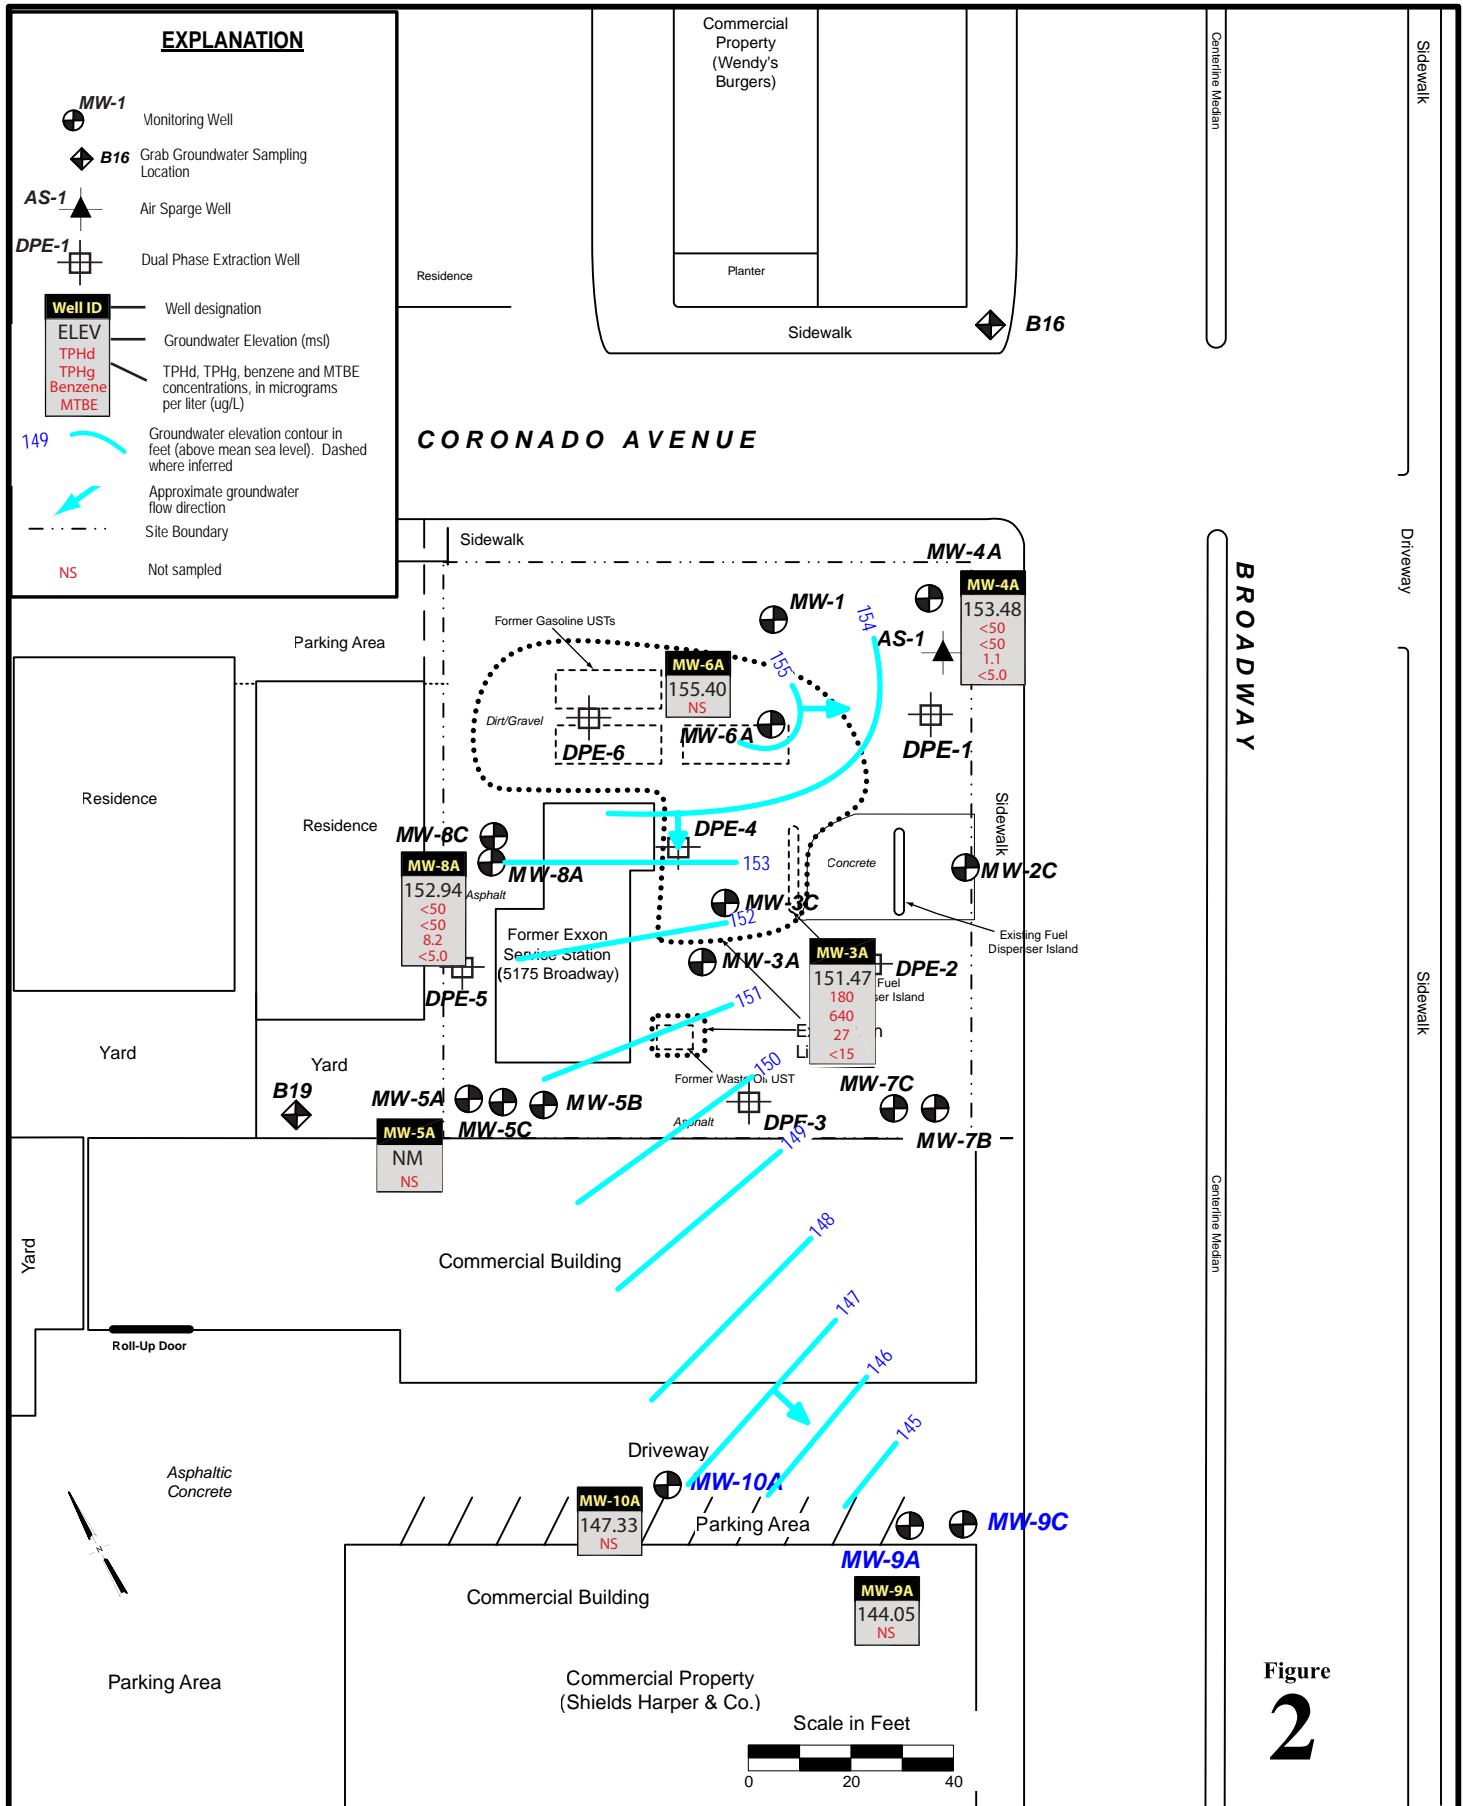 EXPLANATION
MW-1
Monitoring Well
B16
Grab Groundwater Sampling
Location
AS-1
Air Sparge Well
DPE-1
Dual Phase Extraction Well
Well ID
Well designation
ELEV
Groundwater Elevation (msl)
TPHd
TPHg
Benzene
MTBE
TPHd, TPHg, benzene and MTBE
concentrations, in micrograms
per liter (ug/L)
149
Groundwater elevation contour in
feet (above mean sea level). Dashed
where inferred
Approximate groundwater
flow direction
Site Boundary
NS
Not sampled
Commercial
Property
(Wendy's
Burgers)
Planter
Residence
Sidewalk
B16
Centerline Median
Sidewalk
CORONADO AVENUE
BROADWAY
Driveway
Sidewalk
MW-4A
MW-4A
153.48
<50
<50
1.1
<5.0
MW-1
154
AS-1
Former Gasoline USTs
Parking Area
MW-6A
155.40
NS
155
Dirt/Gravel
MW-6A
DPE-6
DPE-1
Residence
Residence
MW-8C
DPE-4
Sidewalk
MW-8A
152.94
<50
<50
8.2
<5.0
MW-8A
Asphalt
153
Concrete
MW-2C
MW-3C
152
Former Exxon
Service Station
(5175 Broadway)
Existing Fuel
Dispenser Island
MW-3A
MW-3A
151.47
180
640
27
<15
DPE-2
Fuel
ser Island
DPE-5
151
Sidewalk
E
n
Li
Yard
Yard
150
Former Waste Oil UST
B19
MW-5A
MW-5C
MW-5B
MW-7C
MW-5A
NM
NS
Asphalt
DPE-3
MW-7B
149
148
Yard
Commercial Building
Centerline Median
147
Roll-Up Door
146
145
Driveway
Asphaltic
Concrete
MW-10A
MW-10A
147.33
NS
Parking Area
MW-9C
MW-9A
N
Commercial Building
MW-9A
144.05
NS
Parking Area
Commercial Property
(Shields Harper & Co.)
Scale in Feet
0
20
40
Figure
2